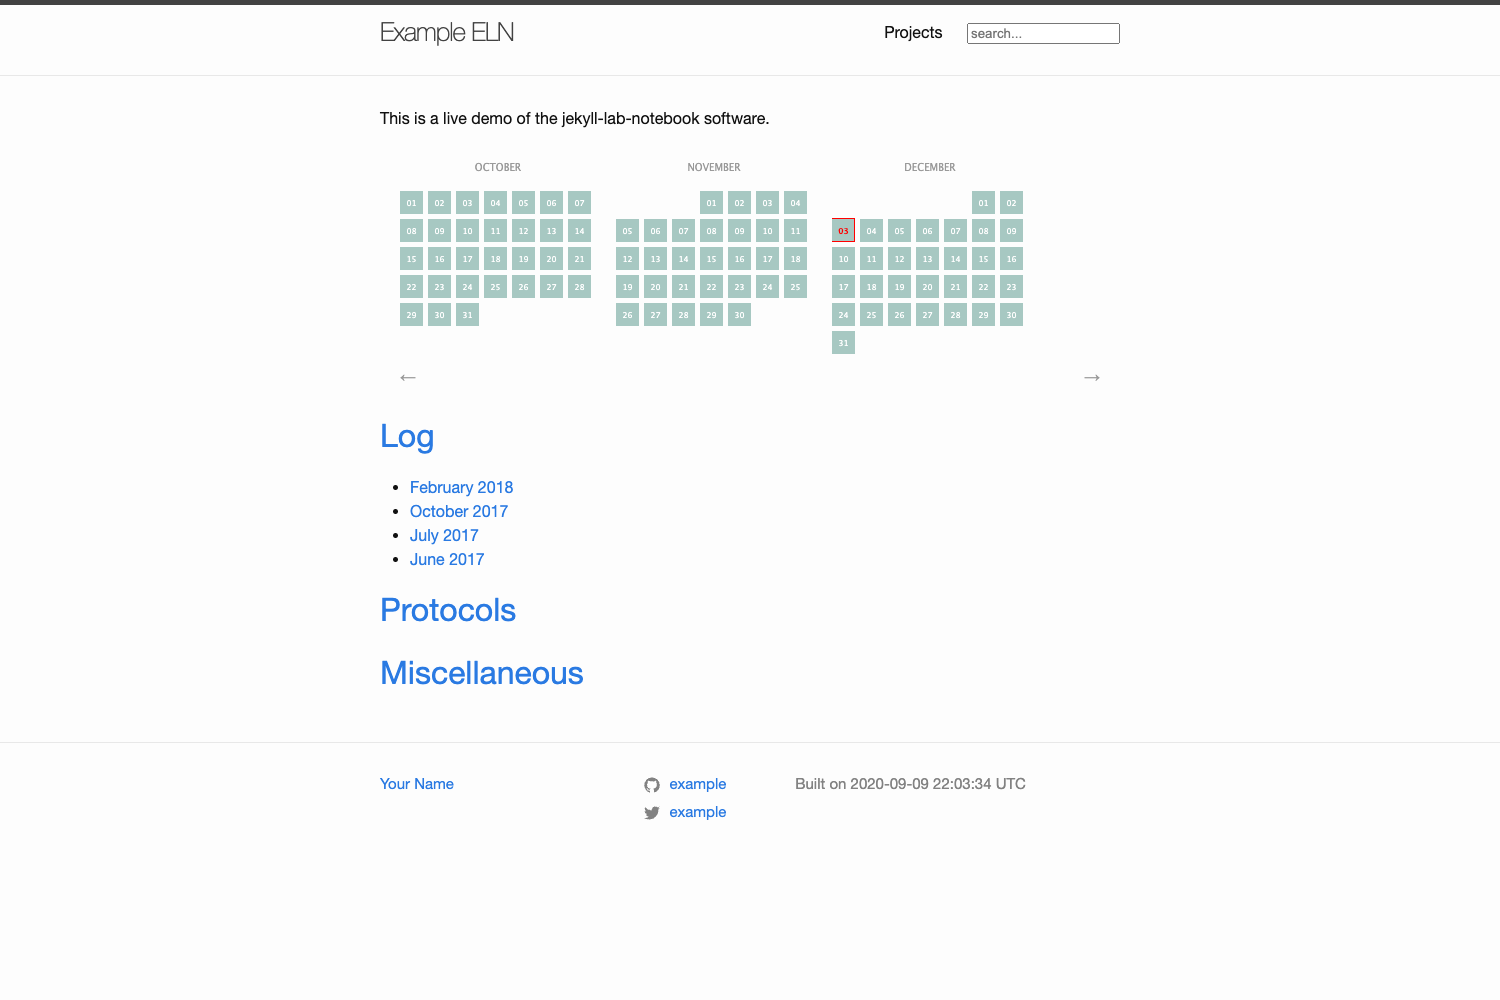 Example ELN
Projects
search...
This is a live demo of the jekyll-lab-notebook software.
OCTOBER NOVEMBER DECEMBER
01 02 03 04 05 06 07 01 02 03 04 01 02
08 09 10 11 12 13 14 05 06 07 08 09 10 11 03 04 05 06 07 08 09
15 16 17 18 19 20 21 12 13 14 15 16 17 18 10 11 12 13 14 15 16
22 23 24 25 26 27 28 19 20 21 22 23 24 25 17 18 19 20 21 22 23
29 30 31 26 27 28 29 30 24 25 26 27 28 29 30
31
← →
Log
• February 2018
• October 2017
• July 2017
• June 2017
Protocols
Miscellaneous
Your Name
example
example
Built on 2020-09-09 22:03:34 UTC